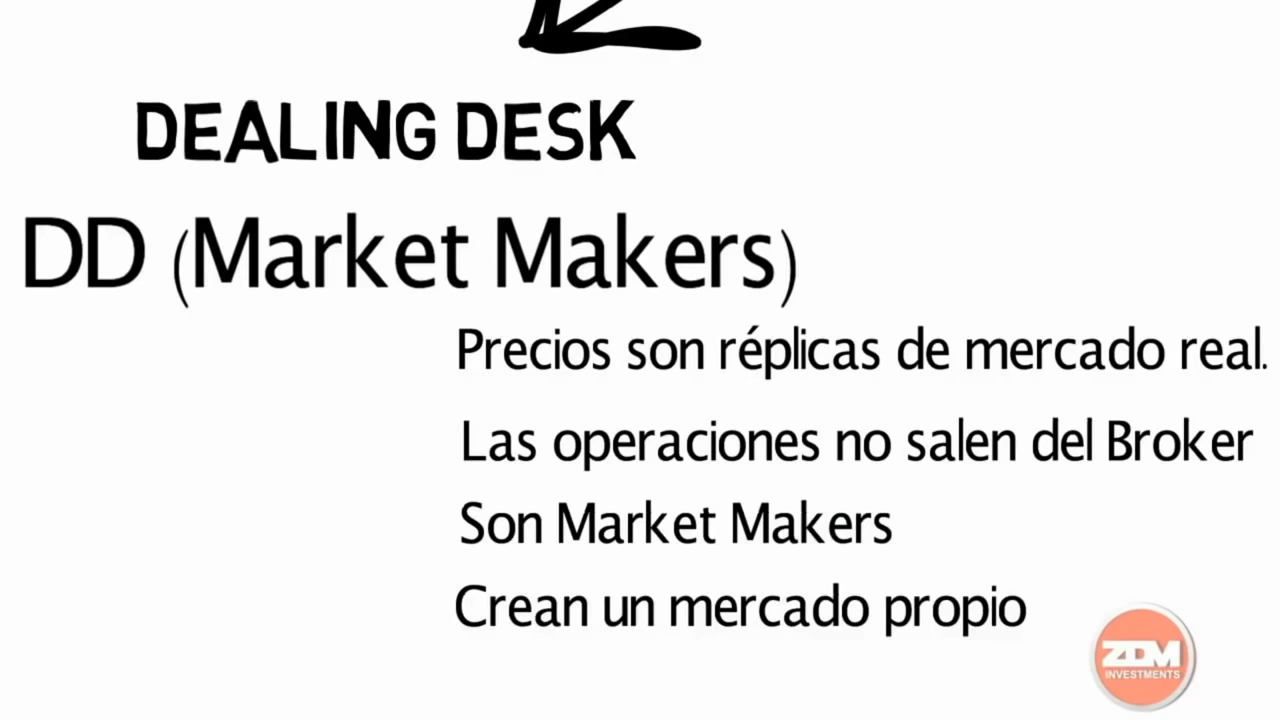 DEALING DESK
DD (Market Makers)
Precios son réplicas de mercado real.
Las operaciones no salen del Broker
Son Market Makers
Crean un mercado propio
ZDM
INVESTMENTS